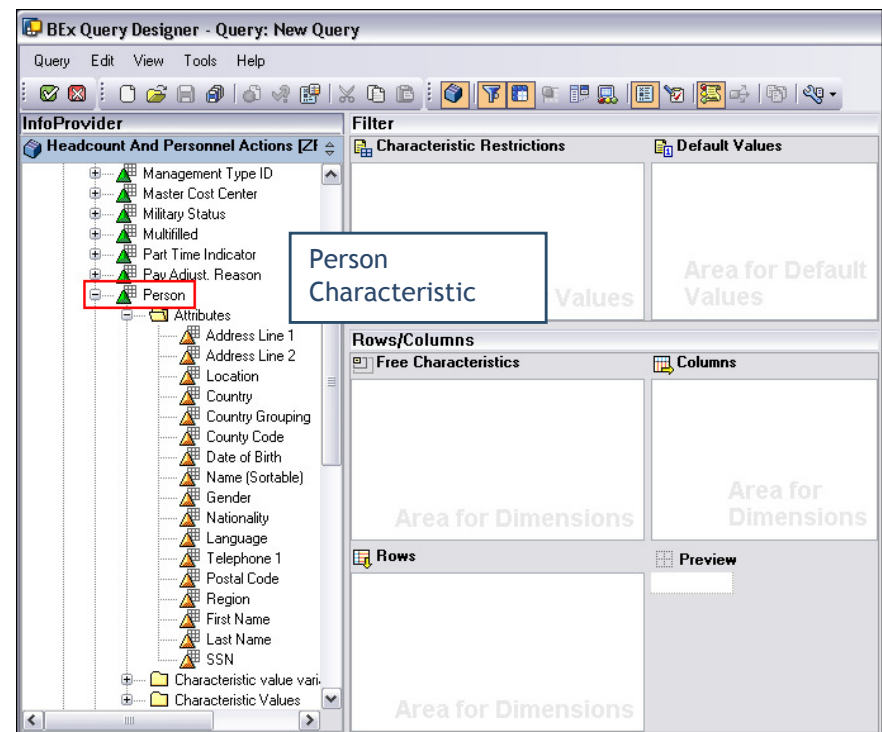 BEx Query Designer - Query: New Query
Query Edit View Tools Help
InfoProvider
Headcount And Personnel Actions [ZF
Management Type ID
Master Cost Center
Military Status
Multifilled
Part Time Indicator
Pay Adjust. Reason
Person
Attributes
Address Line 1
Address Line 2
Location
Country
Country Grouping
County Code
Date of Birth
Name (Sortable)
Gender
Nationality
Language
Telephone 1
Postal Code
Region
First Name
Last Name
SSN
Characteristic value vari
Characteristic Values
Filter
Characteristic Restrictions
Values
Default Values
Area for Default
Values
Person
Characteristic
Rows/Columns
Free Characteristics
Area for Dimensions
Columns
Area for
Dimensions
Rows
Area for Dimensions
Preview